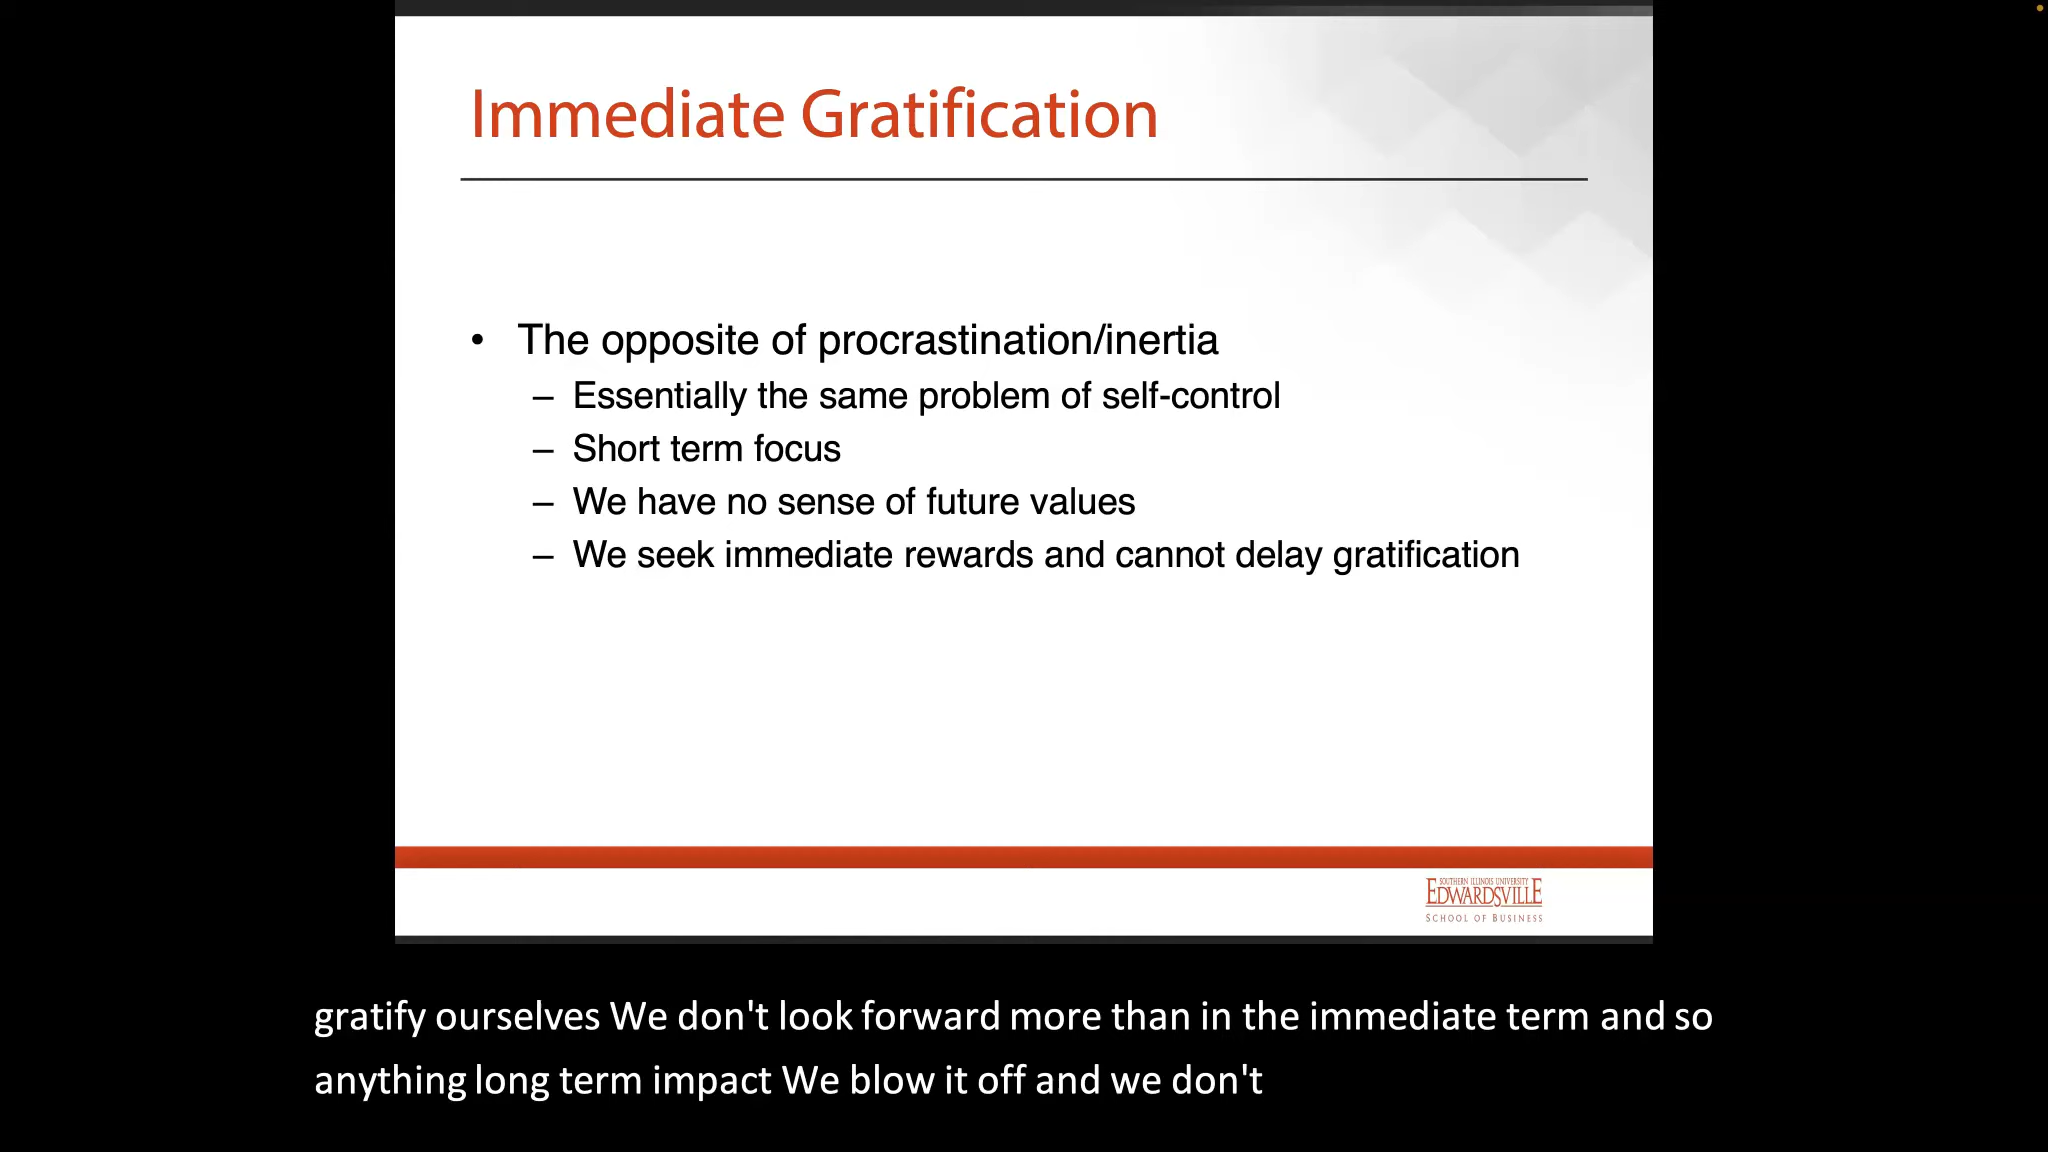 Immediate Gratification
• The opposite of procrastination/inertia
– Essentially the same problem of self-control
– Short term focus
– We have no sense of future values
– We seek immediate rewards and cannot delay gratification
SOUTHERN ILLINOIS UNIVERSITY
EDWARDSVILLE
SCHOOL OF BUSINESS
gratify ourselves We don't look forward more than in the immediate term and so
anything long term impact We blow it off and we don't